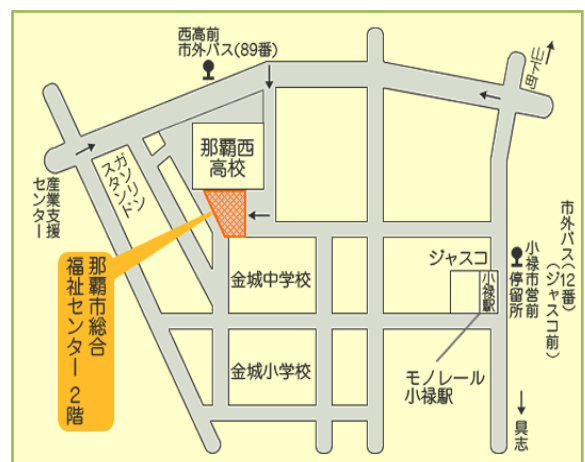 西高前
市外バス(89番)
山下町
那覇西
高校
ガソリン
スタンド
産業支援
センター
那覇市総合
福祉センター 2階
金城中学校
ジャスコ
小禄駅
小禄市営前
停留所
市外バス(12番)
(ジャスコ前)
金城小学校
モノレール
小禄駅
具志